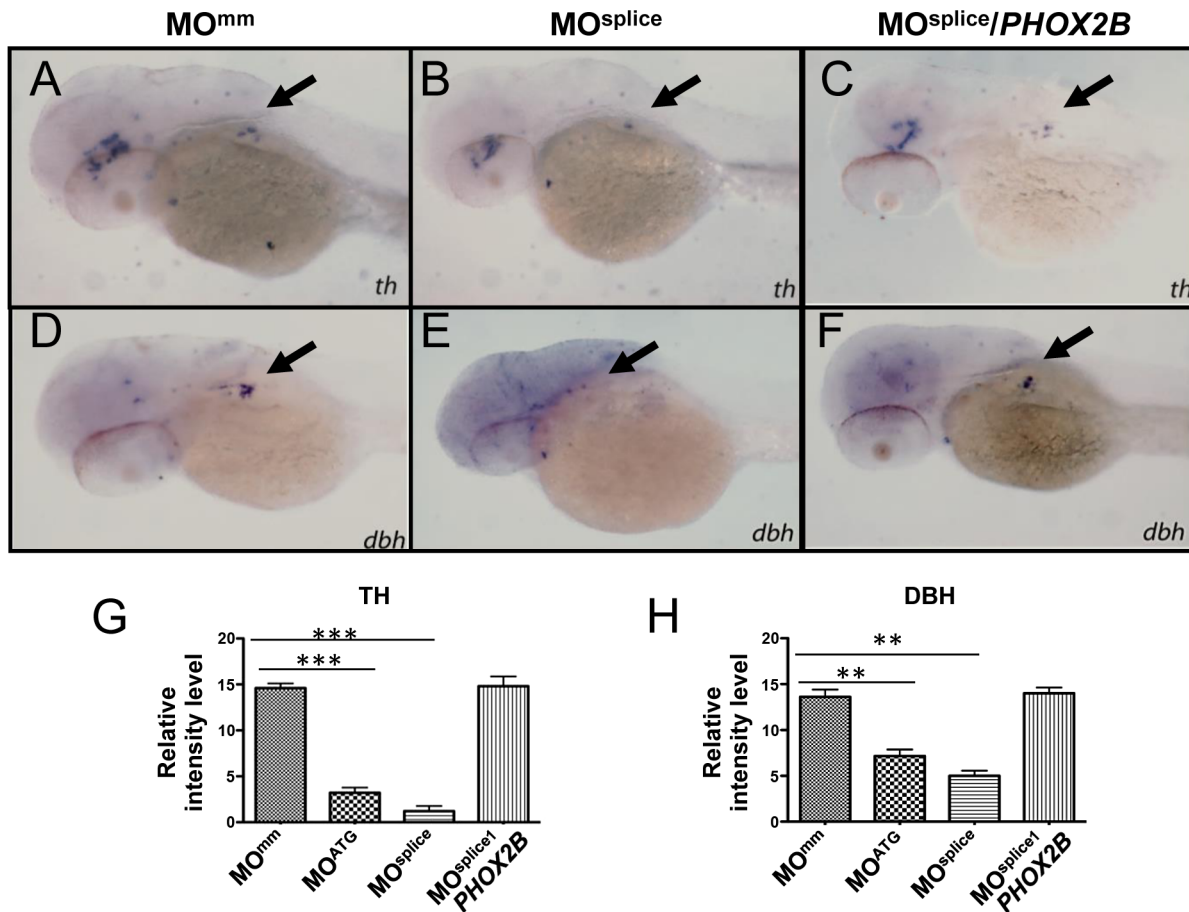 MOmm MOsplice MOsplice/PHOX2B
A B C
th th th
D E F
dbh dbh dbh
G TH H DBH
Relative intensity level
20
15
10
5
0
***
***
MOmm MOATG MOsplice MOsplice1 PHOX2B
Relative intensity level
20
15
10
5
0
**
**
MOmm MOATG MOsplice MOsplice1 PHOX2B